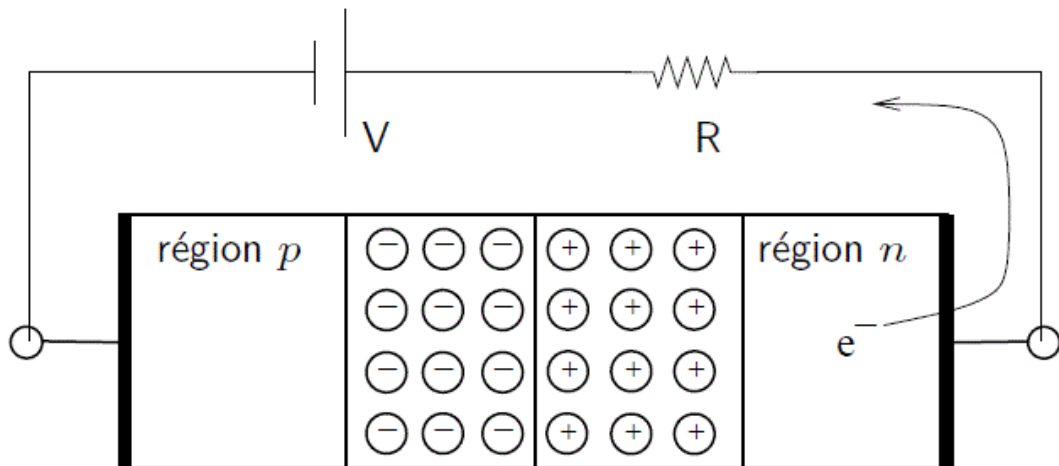 V
R
région p
région n
− − − + + +
− − − + + +
e−
− − − + + +
− − − + + +